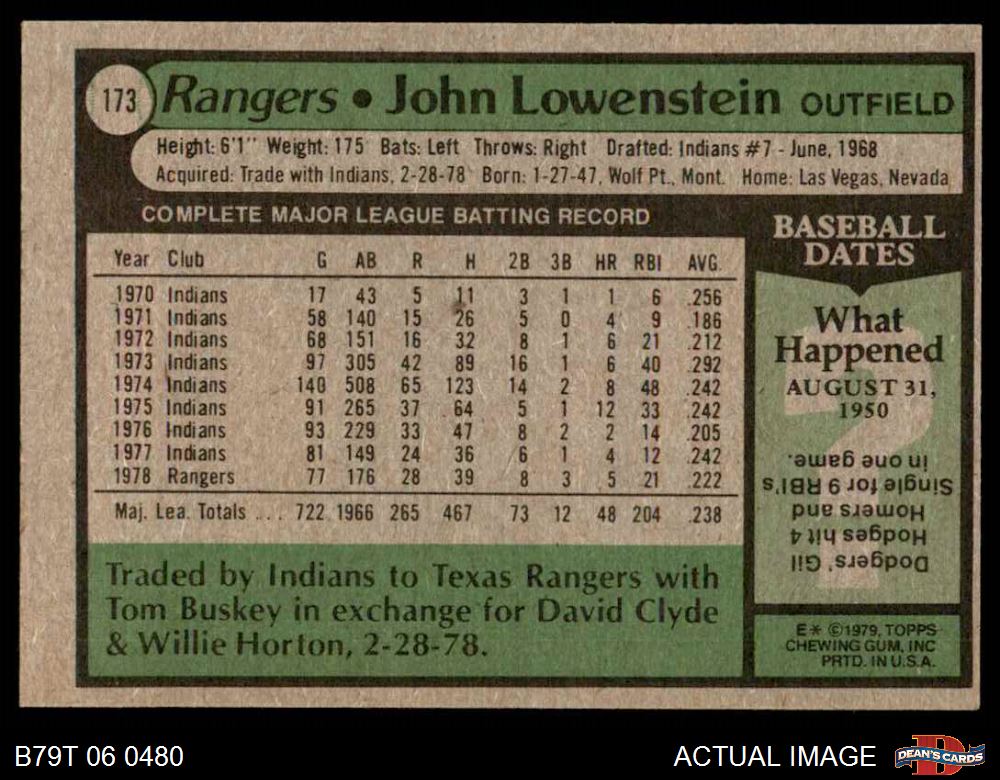 173 Rangers • John Lowenstein OUTFIELD
Height: 6'1" Weight: 175 Bats: Left Throws: Right Drafted: Indians #7 - June, 1968
Acquired: Trade with Indians, 2-28-78 Born: 1-27-47, Wolf Pt., Mont. Home: Las Vegas, Nevada
COMPLETE MAJOR LEAGUE BATTING RECORD
Year Club G AB R H 2B 3B HR RBI AVG.
1970 Indians 17 43 5 11 3 1 1 6 .256
1971 Indians 58 140 15 26 5 0 4 9 .186
1972 Indians 68 151 16 32 8 1 6 21 .212
1973 Indians 97 305 42 89 16 1 6 40 .292
1974 Indians 140 508 65 123 14 2 8 48 .242
1975 Indians 91 265 37 64 5 1 12 33 .242
1976 Indians 93 229 33 47 8 2 2 14 .205
1977 Indians 81 149 24 36 6 1 4 12 .242
1978 Rangers 77 176 28 39 8 3 5 21 .222
Maj. Lea. Totals ... 722 1966 265 467 73 12 48 204 .238
Traded by Indians to Texas Rangers with
Tom Buskey in exchange for David Clyde
& Willie Horton, 2-28-78.
BASEBALL
DATES
What
Happened
AUGUST 31,
1950
Dodgers' Gil
Hodges hit 4
Homers and
Single for 9 RBI's
in one game.
E* ©1979, TOPPS
CHEWING GUM, INC
PRTD. IN U.S.A.
B79T 06 0480
ACTUAL IMAGE
DEAN'S CARDS